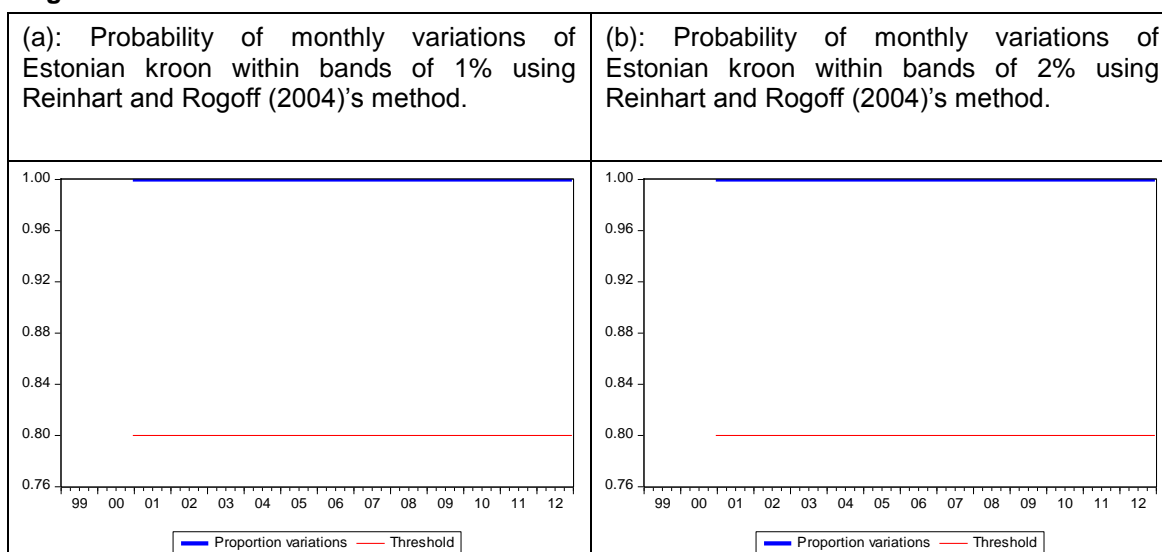 (a): Probability of monthly variations of
Estonian kroon within bands of 1% using
Reinhart and Rogoff (2004)'s method.
(b): Probability of monthly variations of
Estonian kroon within bands of 2% using
Reinhart and Rogoff (2004)'s method.
1.00
0.96
0.92
0.88
0.84
0.80
0.76
99 00 01 02 03 04 05 06 07 08 09 10 11 12
Proportion variations Threshold
1.00
0.96
0.92
0.88
0.84
0.80
0.76
99 00 01 02 03 04 05 06 07 08 09 10 11 12
Proportion variations Threshold